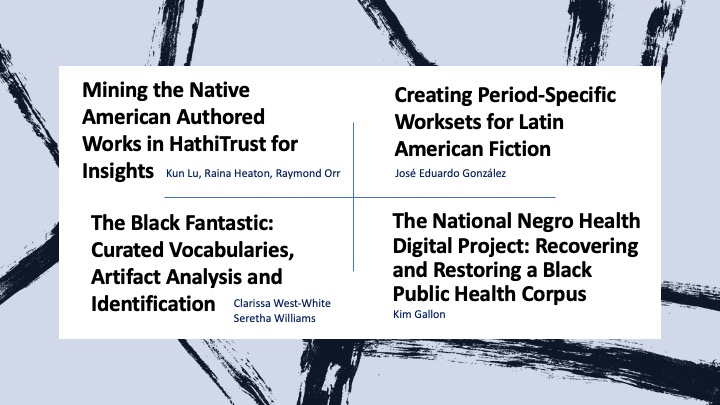 Mining the Native
American Authored
Works in HathiTrust for
Insights Kun Lu, Raina Heaton, Raymond Orr
Creating Period-Specific
Worksets for Latin
American Fiction
José Eduardo González
The Black Fantastic:
Curated Vocabularies,
Artifact Analysis and
Identification Clarissa West-White
Seretha Williams
The National Negro Health
Digital Project: Recovering
and Restoring a Black
Public Health Corpus
Kim Gallon